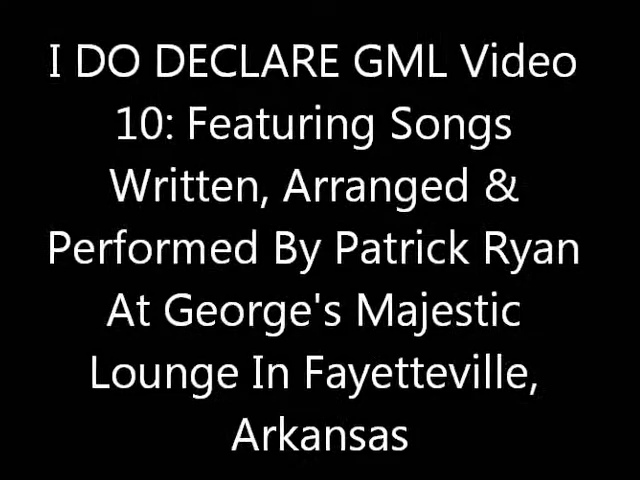 I DO DECLARE GML Video
10: Featuring Songs
Written, Arranged &
Performed By Patrick Ryan
At George's Majestic
Lounge In Fayetteville,
Arkansas